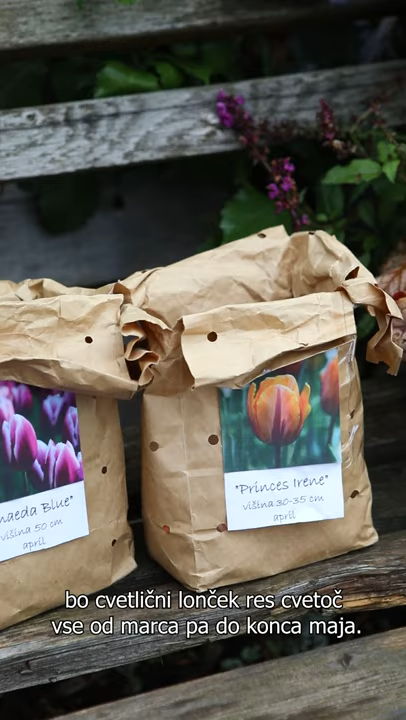 naeda Blue"
višina 50 cm
april
"Princes Irene"
višina 30-35 cm
april
bo cvetlični lonček res cvetoč
vse od marca pa do konca maja.